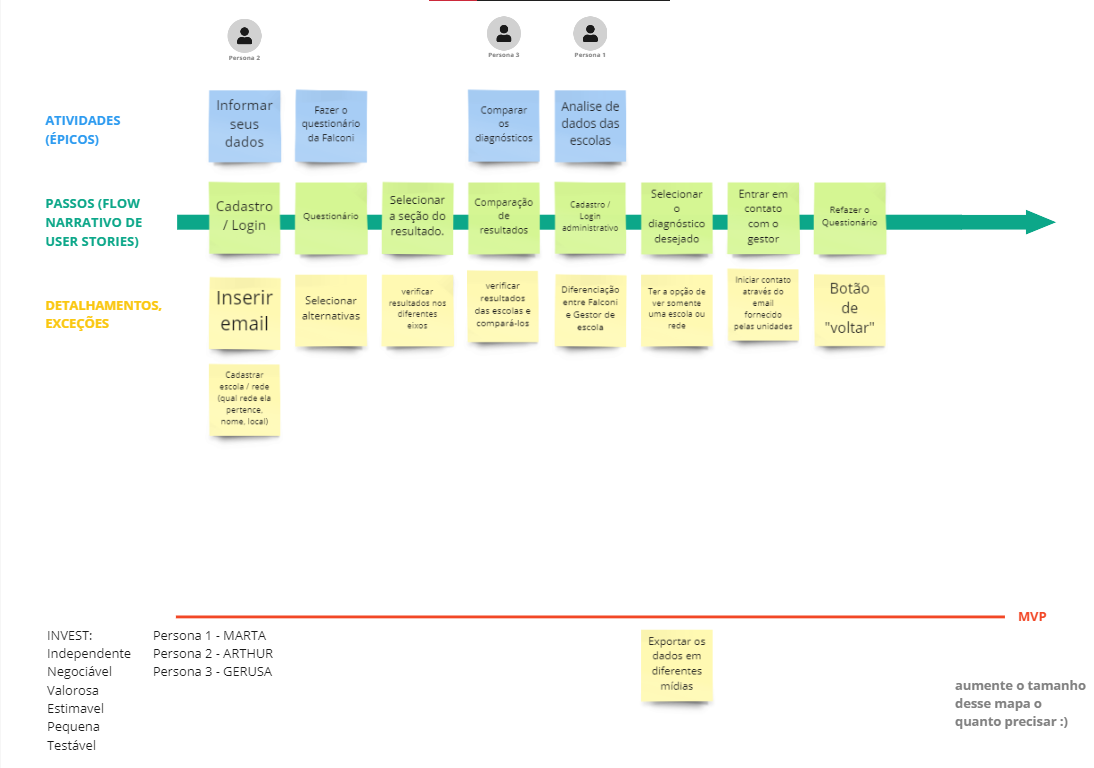 Persona 2
Persona 3
Persona 1
ATIVIDADES
(ÉPICOS)
Informar
seus
dados
Fazer o
questionário
da Falconi
Comparar
os
diagnósticos
Analise de
dados das
escolas
PASSOS (FLOW
NARRATIVO DE
USER STORIES)
Cadastro
/ Login
Questionário
Selecionar
a seção do
resultado.
Comparação
de
resultados
Cadastro /
Login
administrativo
Selecionar
o
diagnóstico
desejado
Entrar em
contato
com o
gestor
Refazer o
Questionário
DETALHAMENTOS,
EXCEÇÕES
Inserir
email
Selecionar
alternativas
verificar
resultados nos
diferentes
eixos
verificar
resultados
das escolas e
compará-los
Diferenciação
entre Falconi
e Gestor de
escola
Ter a opção de
ver somente
uma escola ou
rede
Iniciar contato
através do
email
fornecido
pelas unidades
Botão
de
"voltar"
Cadastrar
escola / rede
(qual rede ela
pertence,
nome, local)
MVP
INVEST:
Independente
Negociável
Valorosa
Estimavel
Pequena
Testável
Persona 1 - MARTA
Persona 2 - ARTHUR
Persona 3 - GERUSA
Exportar os
dados em
diferentes
mídias
aumente o tamanho
desse mapa o
quanto precisar :)